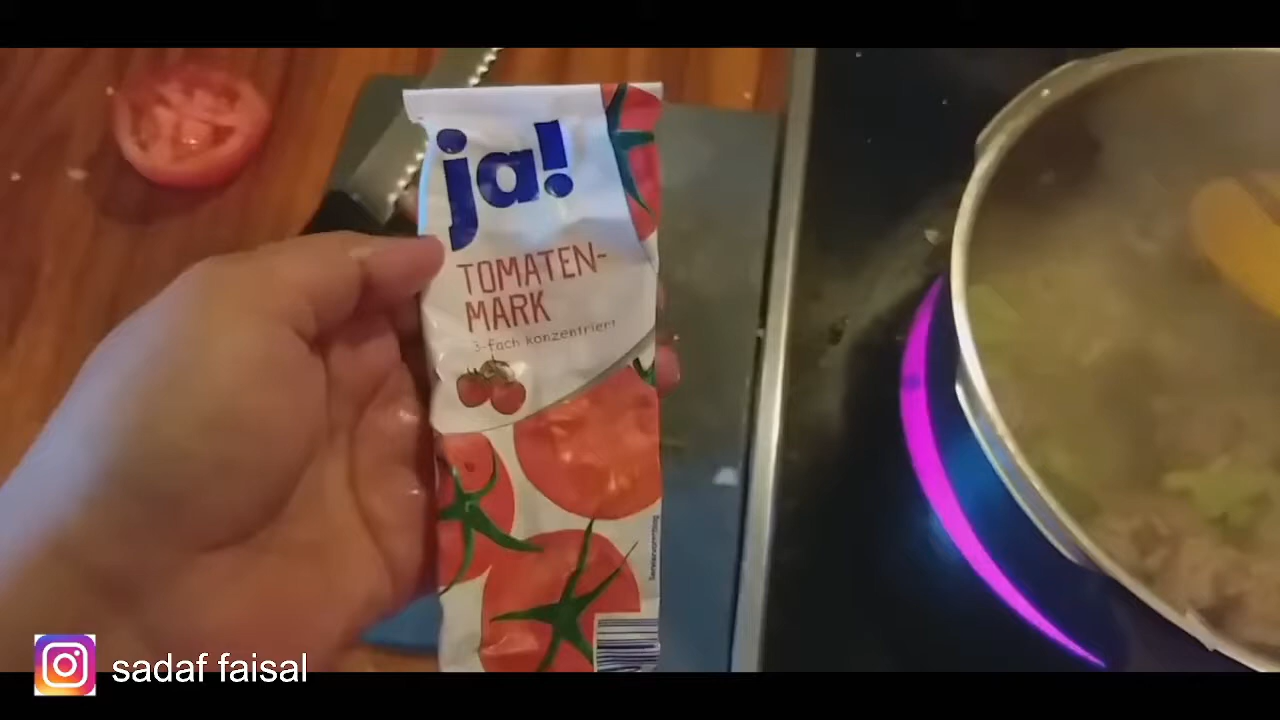 ja!
TOMATEN-
MARK
3-fach konzentriert
sadaf faisal